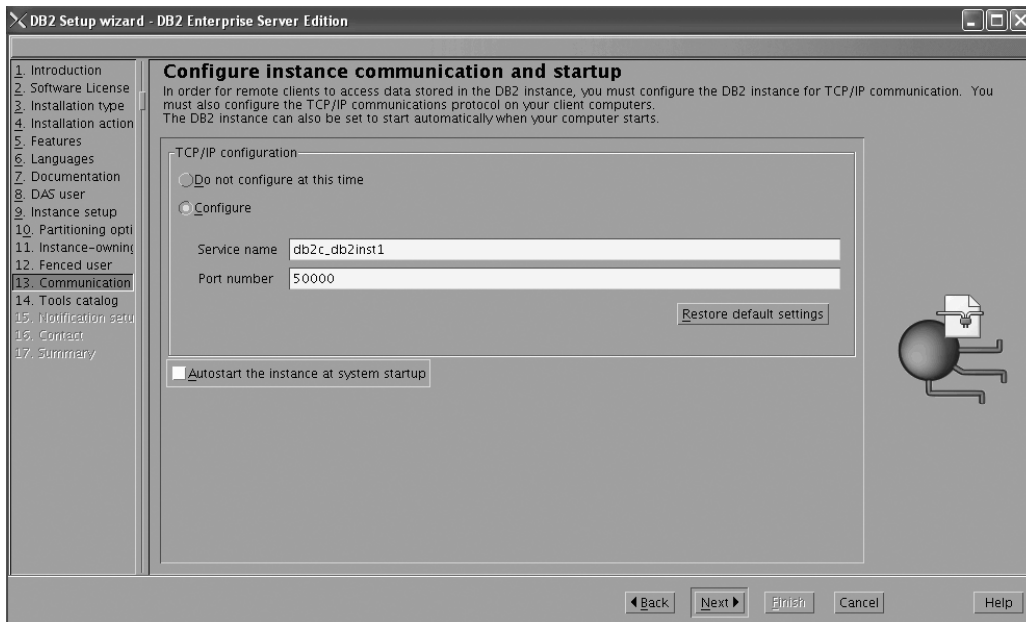 DB2 Setup wizard - DB2 Enterprise Server Edition
1. Introduction
2. Software License
3. Installation type
4. Installation action
5. Features
6. Languages
7. Documentation
8. DAS user
9. Instance setup
10. Partitioning opti
11. Instance-owning
12. Fenced user
13. Communication
14. Tools catalog
15. Notification setu
16. Contact
17. Summary
Configure instance communication and startup
In order for remote clients to access data stored in the DB2 instance, you must configure the DB2 instance for TCP/IP communication. You
must also configure the TCP/IP communications protocol on your client computers.
The DB2 instance can also be set to start automatically when your computer starts.
TCP/IP configuration
Do not configure at this time
Configure
Service name db2c_db2inst1
Port number 50000
Restore default settings
Autostart the instance at system startup
Back Next Finish Cancel Help